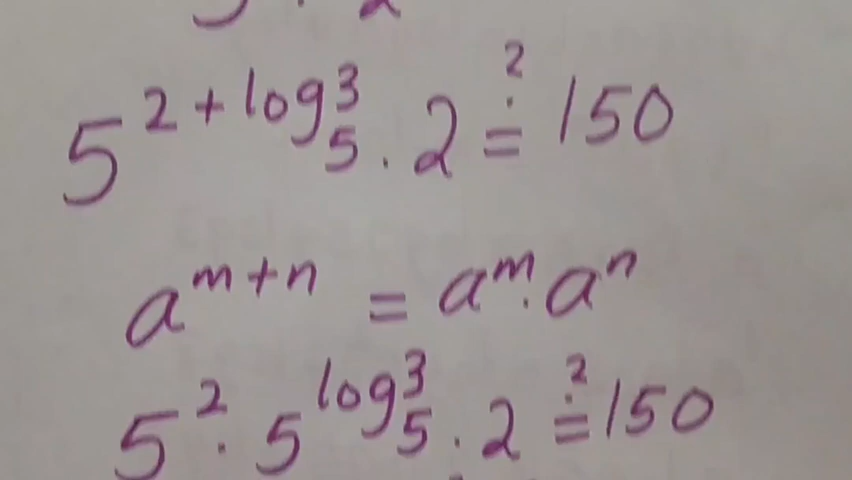 5^{2+log_5^3} . 2 ≟ 150
a^{m+n} = a^m . a^n
5^2 . 5^{log_5^3} . 2 ≟ 150